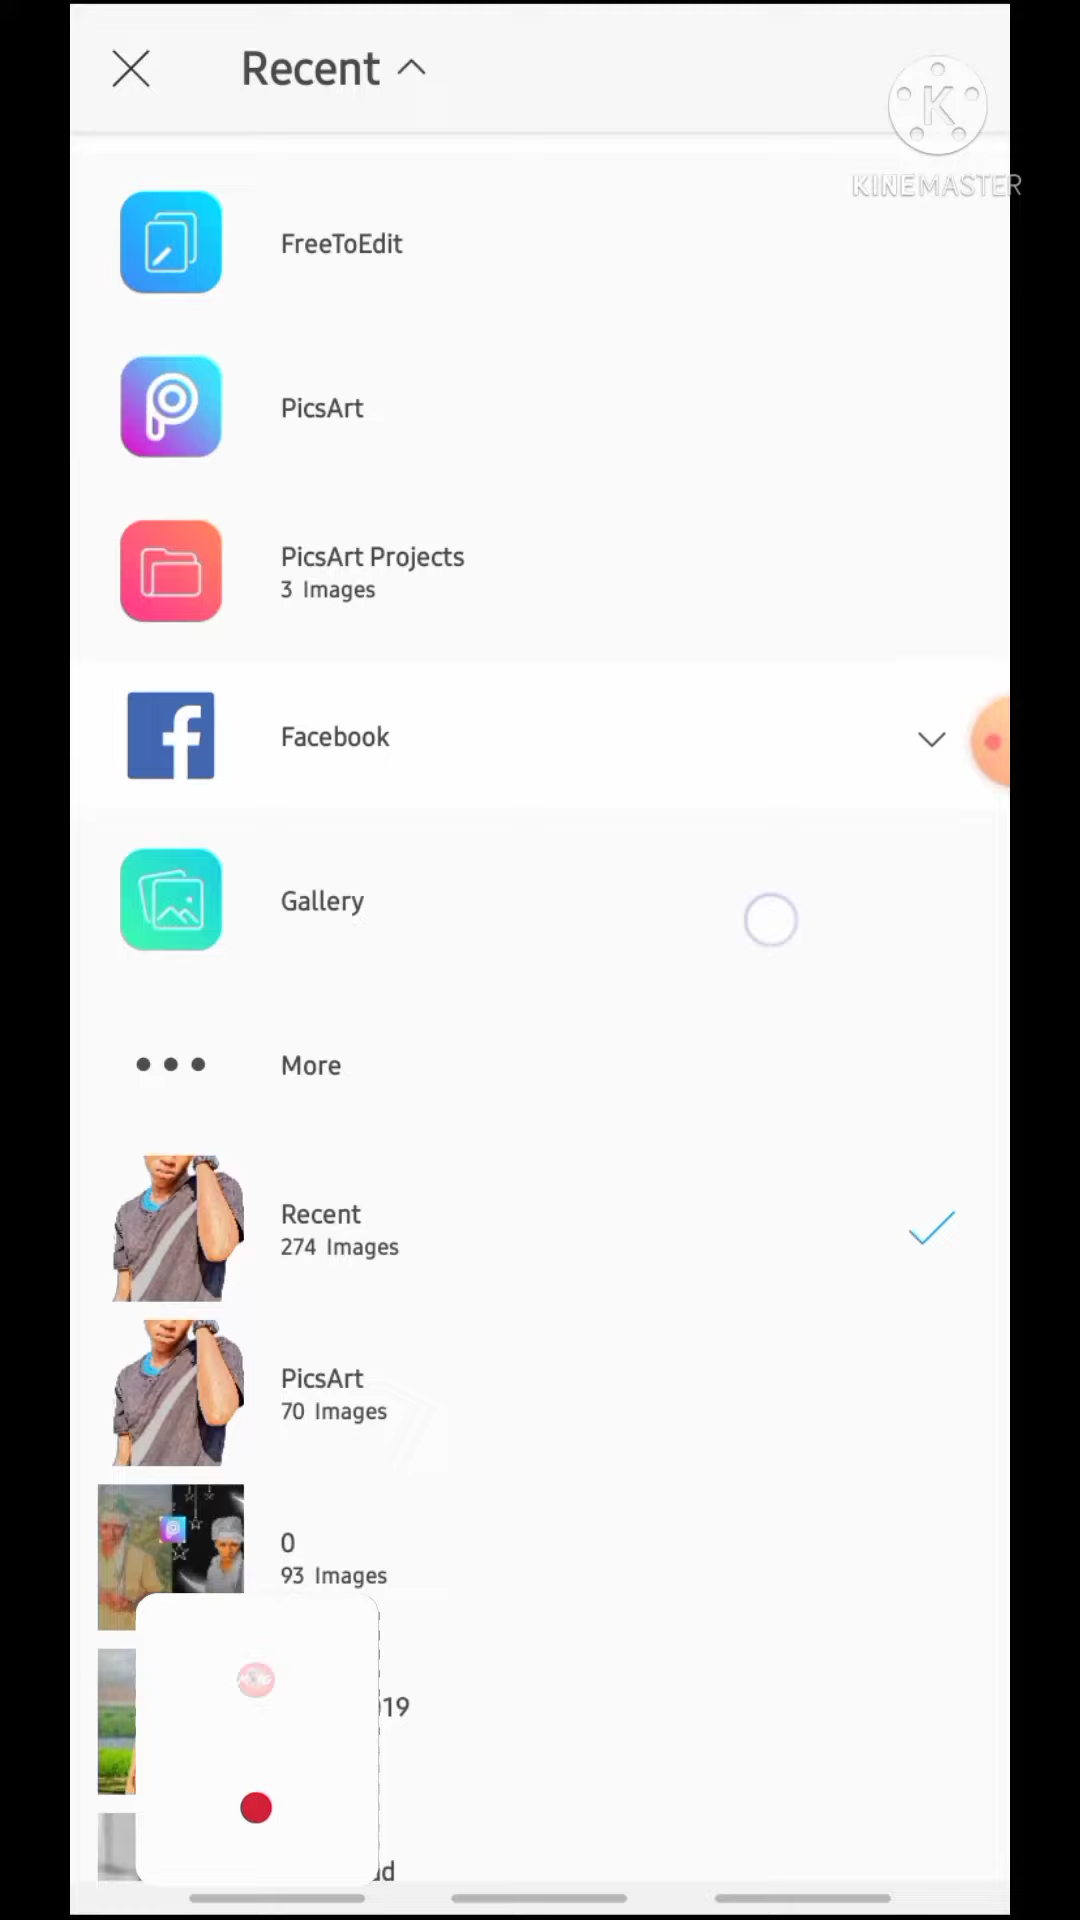 Recent
KINEMASTER
FreeToEdit
PicsArt
PicsArt Projects
3 Images
Facebook
Gallery
More
Recent
274 Images
PicsArt
70 Images
0
93 Images
19
d